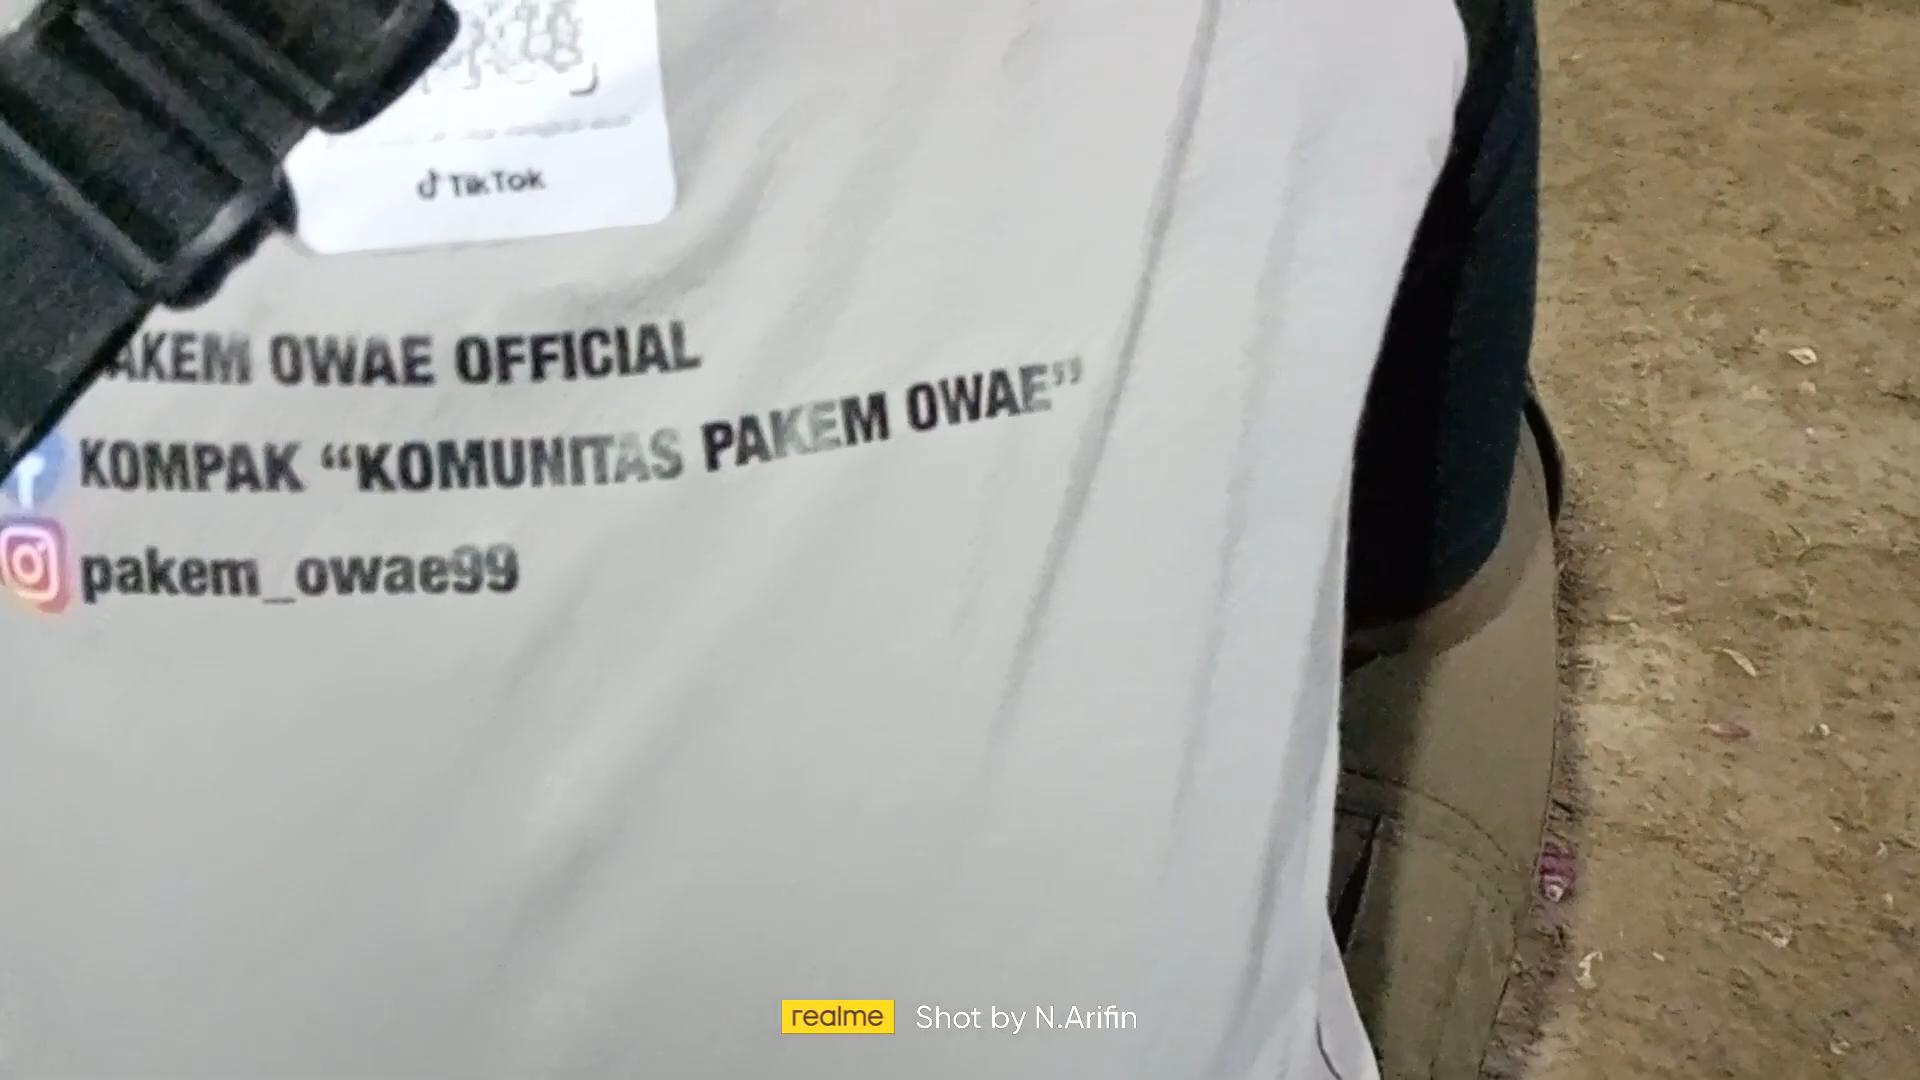 TikTok
AKEM OWAE OFFICIAL
KOMPAK “KOMUNITAS PAKEM OWAE”
pakem_owae99
realme Shot by N.Arifin